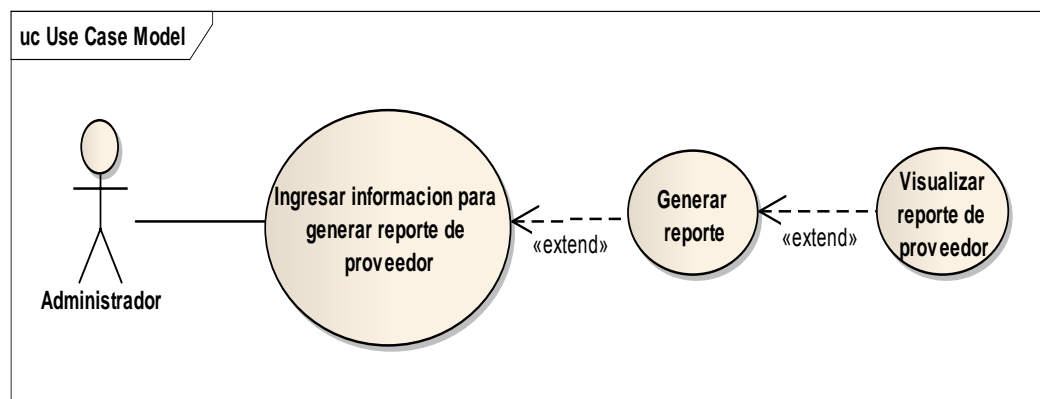 uc Use Case Model
Administrador
Ingresar informacion para
generar reporte de
proveedor
«extend»
Generar
reporte
«extend»
Visualizar
reporte de
proveedor